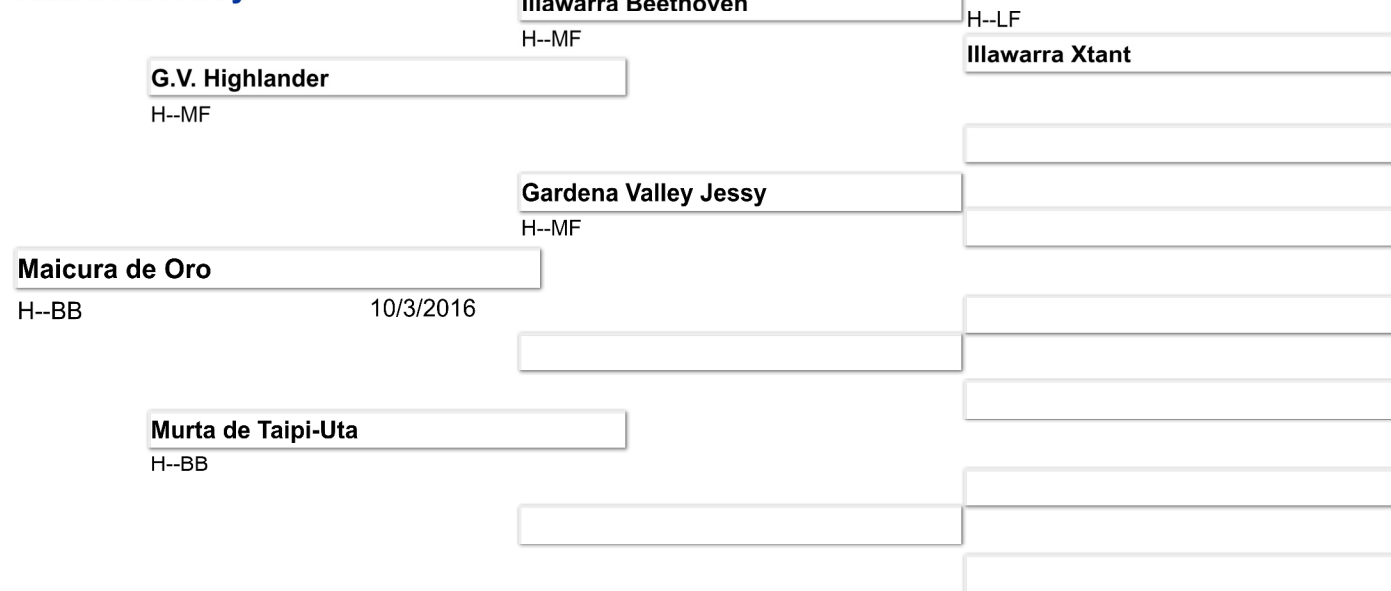 Illawarra Beethoven
H--LF
H--MF
Illawarra Xtant
G.V. Highlander
H--MF
Gardena Valley Jessy
H--MF
Maicura de Oro
H--BB 10/3/2016
Murta de Taipi-Uta
H--BB